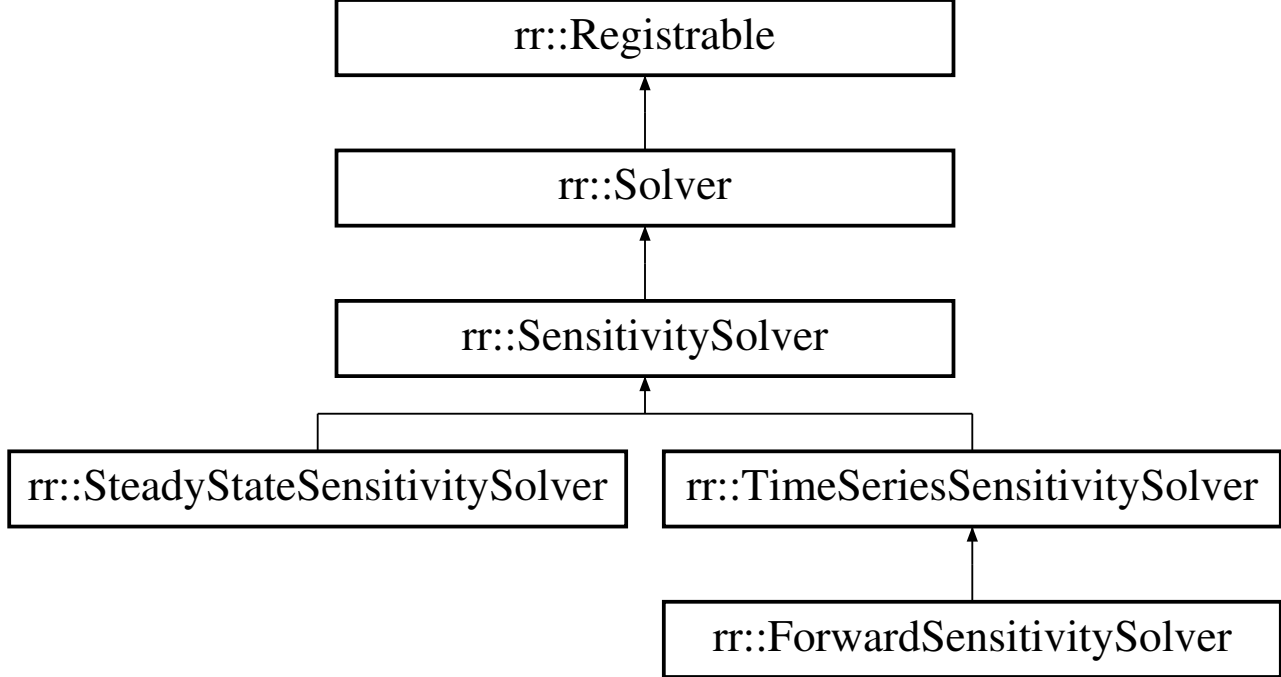 rr::Registrable
rr::Solver
rr::SensitivitySolver
rr::SteadyStateSensitivitySolver
rr::TimeSeriesSensitivitySolver
rr::ForwardSensitivitySolver